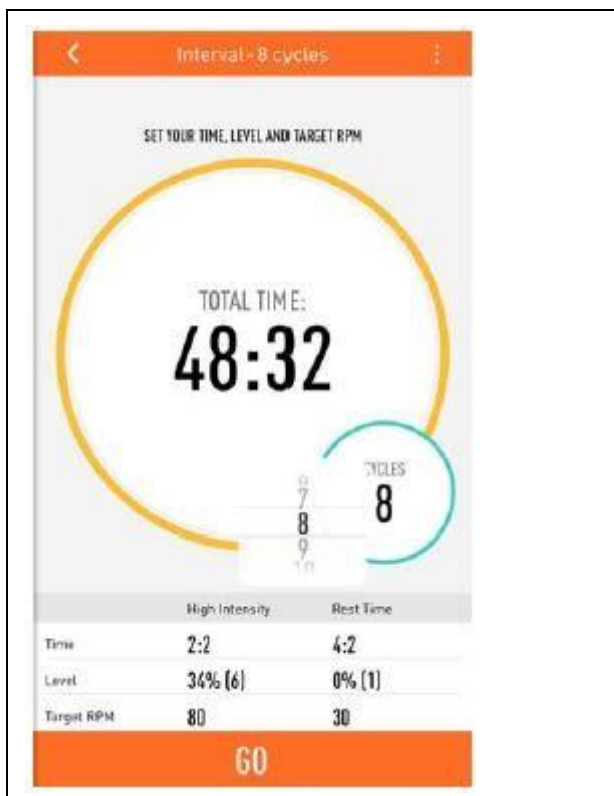 Interval - 8 cycles
SET YOUR TIME, LEVEL AND TARGET RPM
TOTAL TIME:
48:32
CYCLES
8
7
8
9
10
High Intensity Rest Time
Time 2:2 4:2
Level 34% (6) 0% (1)
Target RPM 80 30
GO